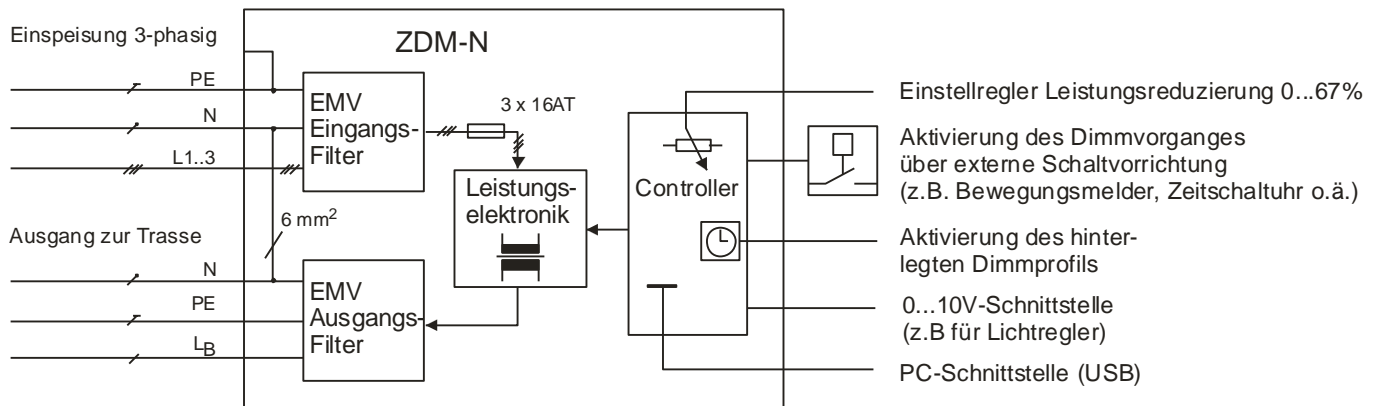 Einspeisung 3-phasig
ZDM-N
PE
N
L1..3
EMV
Eingangs-
Filter
3 x 16AT
Leistungs-
elektronik
Controller
6 mm²
Ausgang zur Trasse
N
PE
LB
EMV
Ausgangs-
Filter
Einstellregler Leistungsreduzierung 0...67%
Aktivierung des Dimmvorganges
über externe Schaltvorrichtung
(z.B. Bewegungsmelder, Zeitschaltuhr o.ä.)
Aktivierung des hinter-
legten Dimmprofils
0...10V-Schnittstelle
(z.B für Lichtregler)
PC-Schnittstelle (USB)